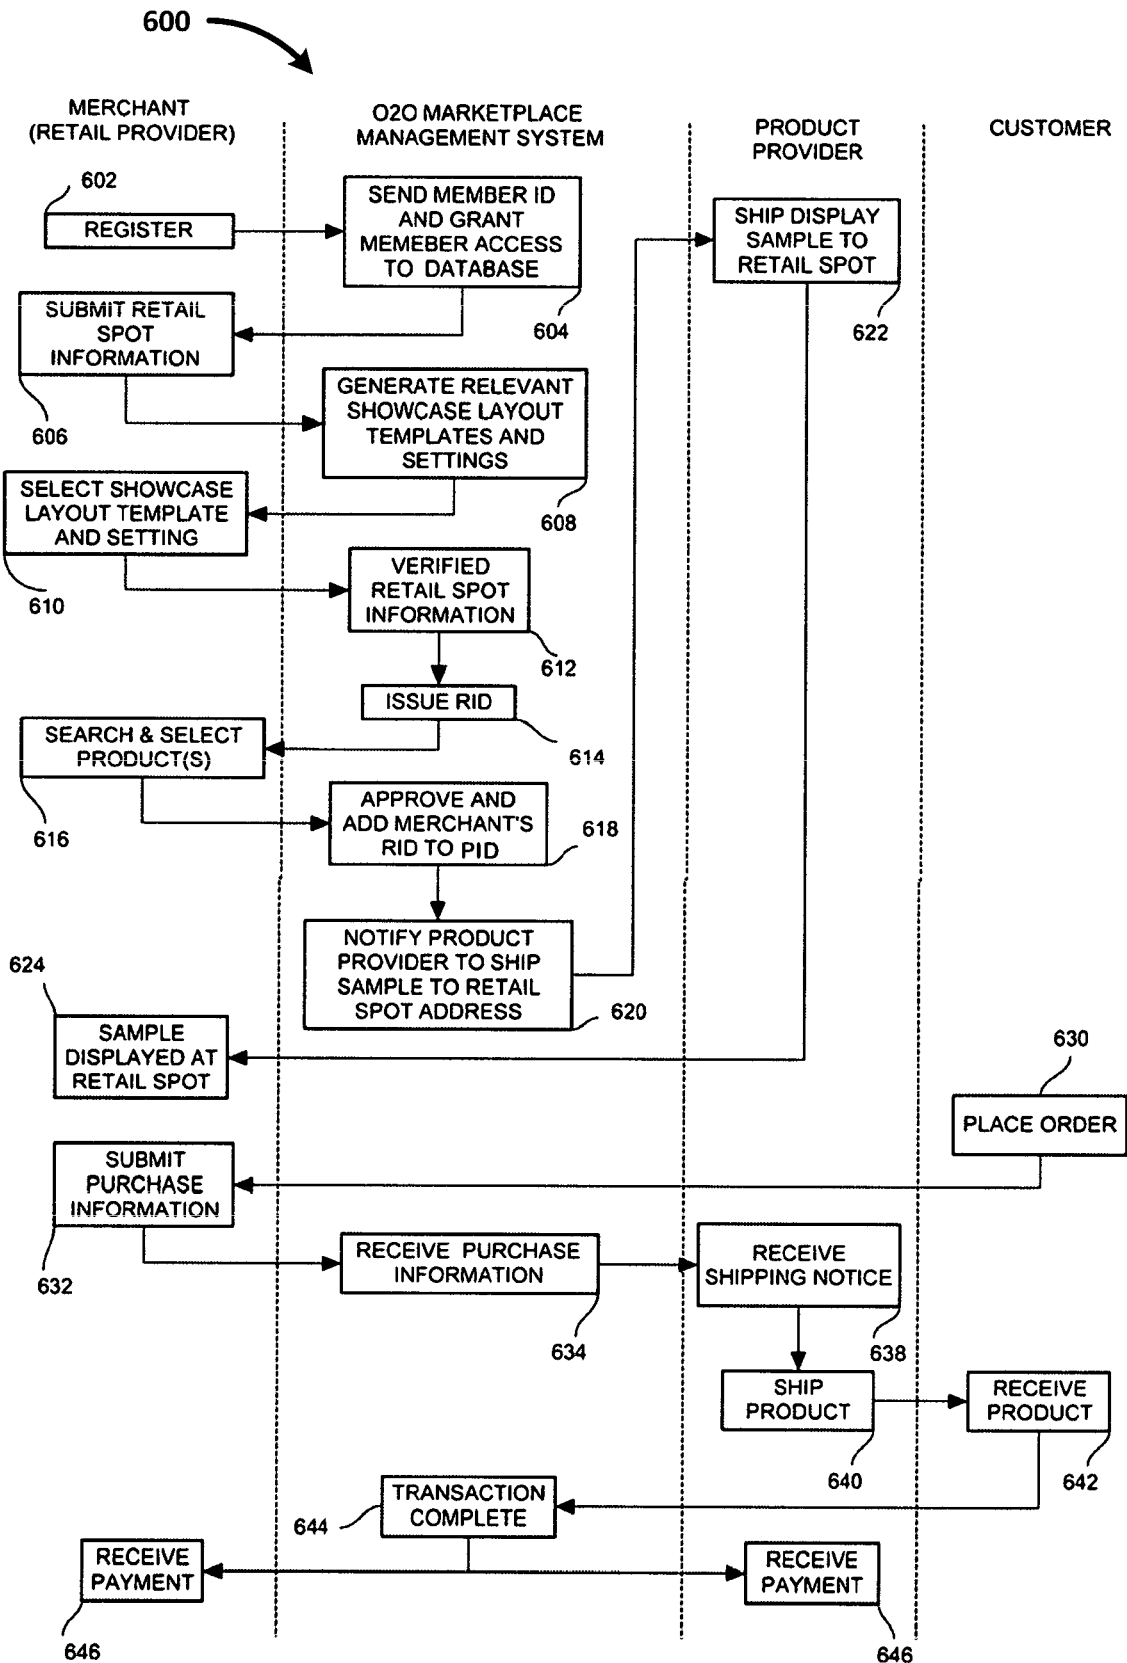 600
MERCHANT
(RETAIL PROVIDER)
O2O MARKETPLACE
MANAGEMENT SYSTEM
PRODUCT
PROVIDER
CUSTOMER
602
REGISTER
SEND MEMBER ID
AND GRANT
MEMEBER ACCESS
TO DATABASE
604
SHIP DISPLAY
SAMPLE TO
RETAIL SPOT
622
SUBMIT RETAIL
SPOT
INFORMATION
606
GENERATE RELEVANT
SHOWCASE LAYOUT
TEMPLATES AND
SETTINGS
608
SELECT SHOWCASE
LAYOUT TEMPLATE
AND SETTING
610
VERIFIED
RETAIL SPOT
INFORMATION
612
ISSUE RID
614
SEARCH & SELECT
PRODUCT(S)
616
APPROVE AND
ADD MERCHANT'S
RID TO PID
618
NOTIFY PRODUCT
PROVIDER TO SHIP
SAMPLE TO RETAIL
SPOT ADDRESS
620
624
SAMPLE
DISPLAYED AT
RETAIL SPOT
630
PLACE ORDER
SUBMIT
PURCHASE
INFORMATION
632
RECEIVE PURCHASE
INFORMATION
634
RECEIVE
SHIPPING NOTICE
638
SHIP
PRODUCT
640
RECEIVE
PRODUCT
642
TRANSACTION
COMPLETE
644
RECEIVE
PAYMENT
646
RECEIVE
PAYMENT
646